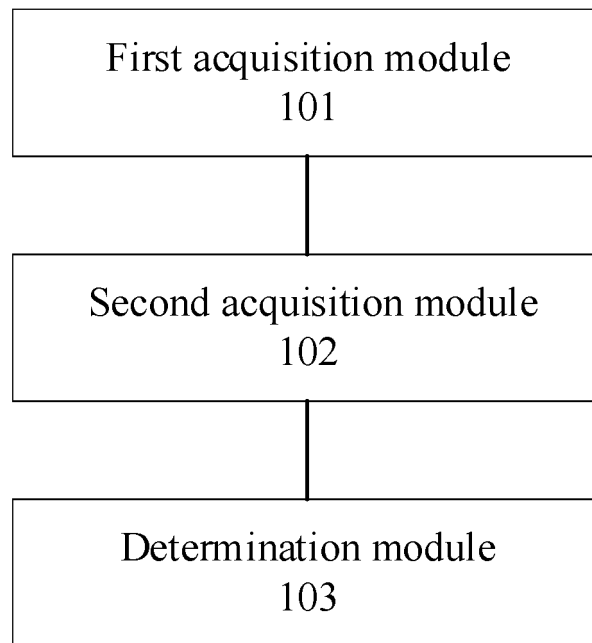 First acquisition module
101
Second acquisition module
102
Determination module
103